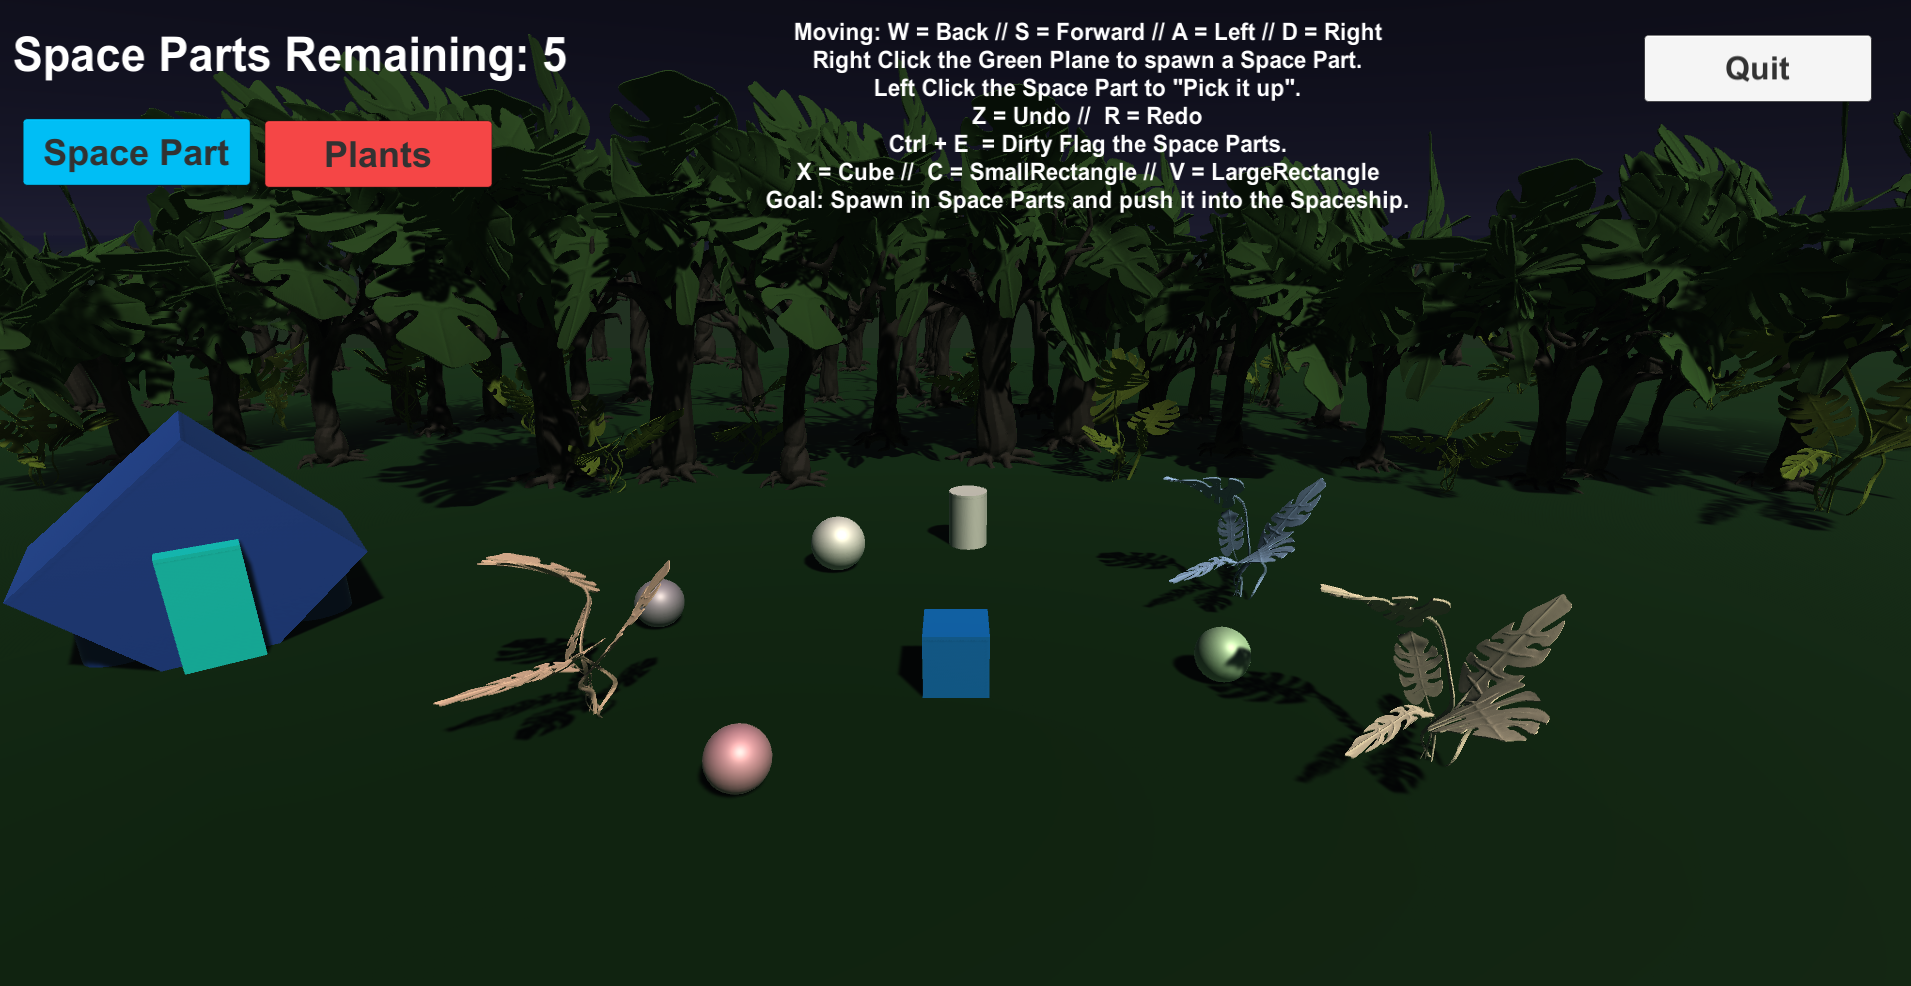 Space Parts Remaining: 5
Moving: W = Back // S = Forward // A = Left // D = Right
Right Click the Green Plane to spawn a Space Part.
Left Click the Space Part to "Pick it up".
Z = Undo //  R = Redo
Ctrl + E  = Dirty Flag the Space Parts.
X = Cube //  C = SmallRectangle //  V = LargeRectangle
Goal: Spawn in Space Parts and push it into the Spaceship.
Quit
Space Part
Plants